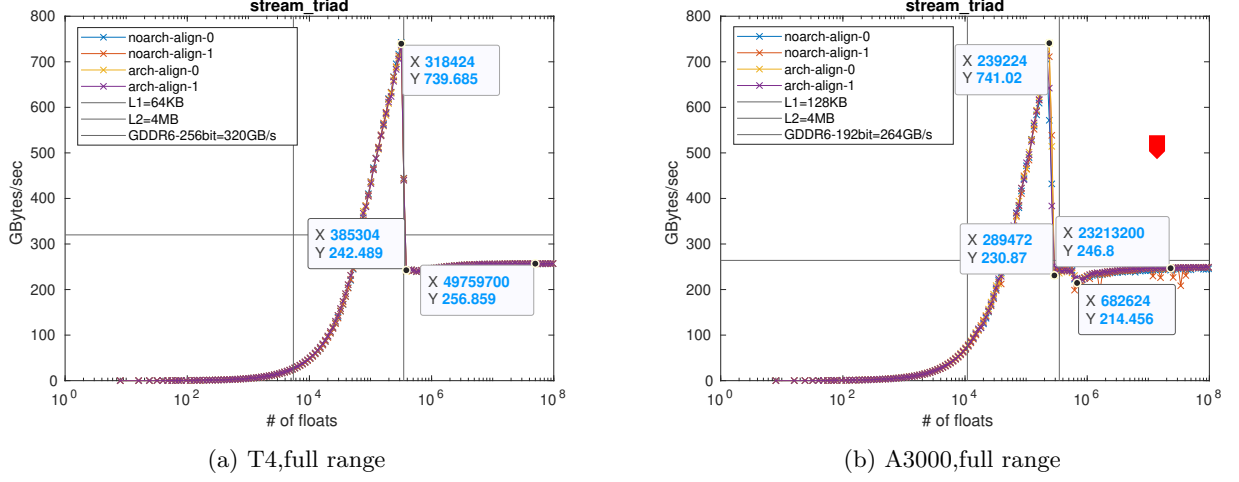 stream_triad
800
700
600
500
400
300
200
100
0
GBytes/sec
noarch-align-0
noarch-align-1
arch-align-0
arch-align-1
L1=64KB
L2=4MB
GDDR6-256bit=320GB/s
X 318424
Y 739.685
X 385304
Y 242.489
X 49759700
Y 256.859
10^0 10^2 10^4 10^6 10^8
# of floats
(a) T4,full range
stream_triad
800
700
600
500
400
300
200
100
0
GBytes/sec
noarch-align-0
noarch-align-1
arch-align-0
arch-align-1
L1=128KB
L2=4MB
GDDR6-192bit=264GB/s
X 239224
Y 741.02
X 289472
Y 230.87
X 23213200
Y 246.8
X 682624
Y 214.456
10^0 10^2 10^4 10^6 10^8
# of floats
(b) A3000,full range